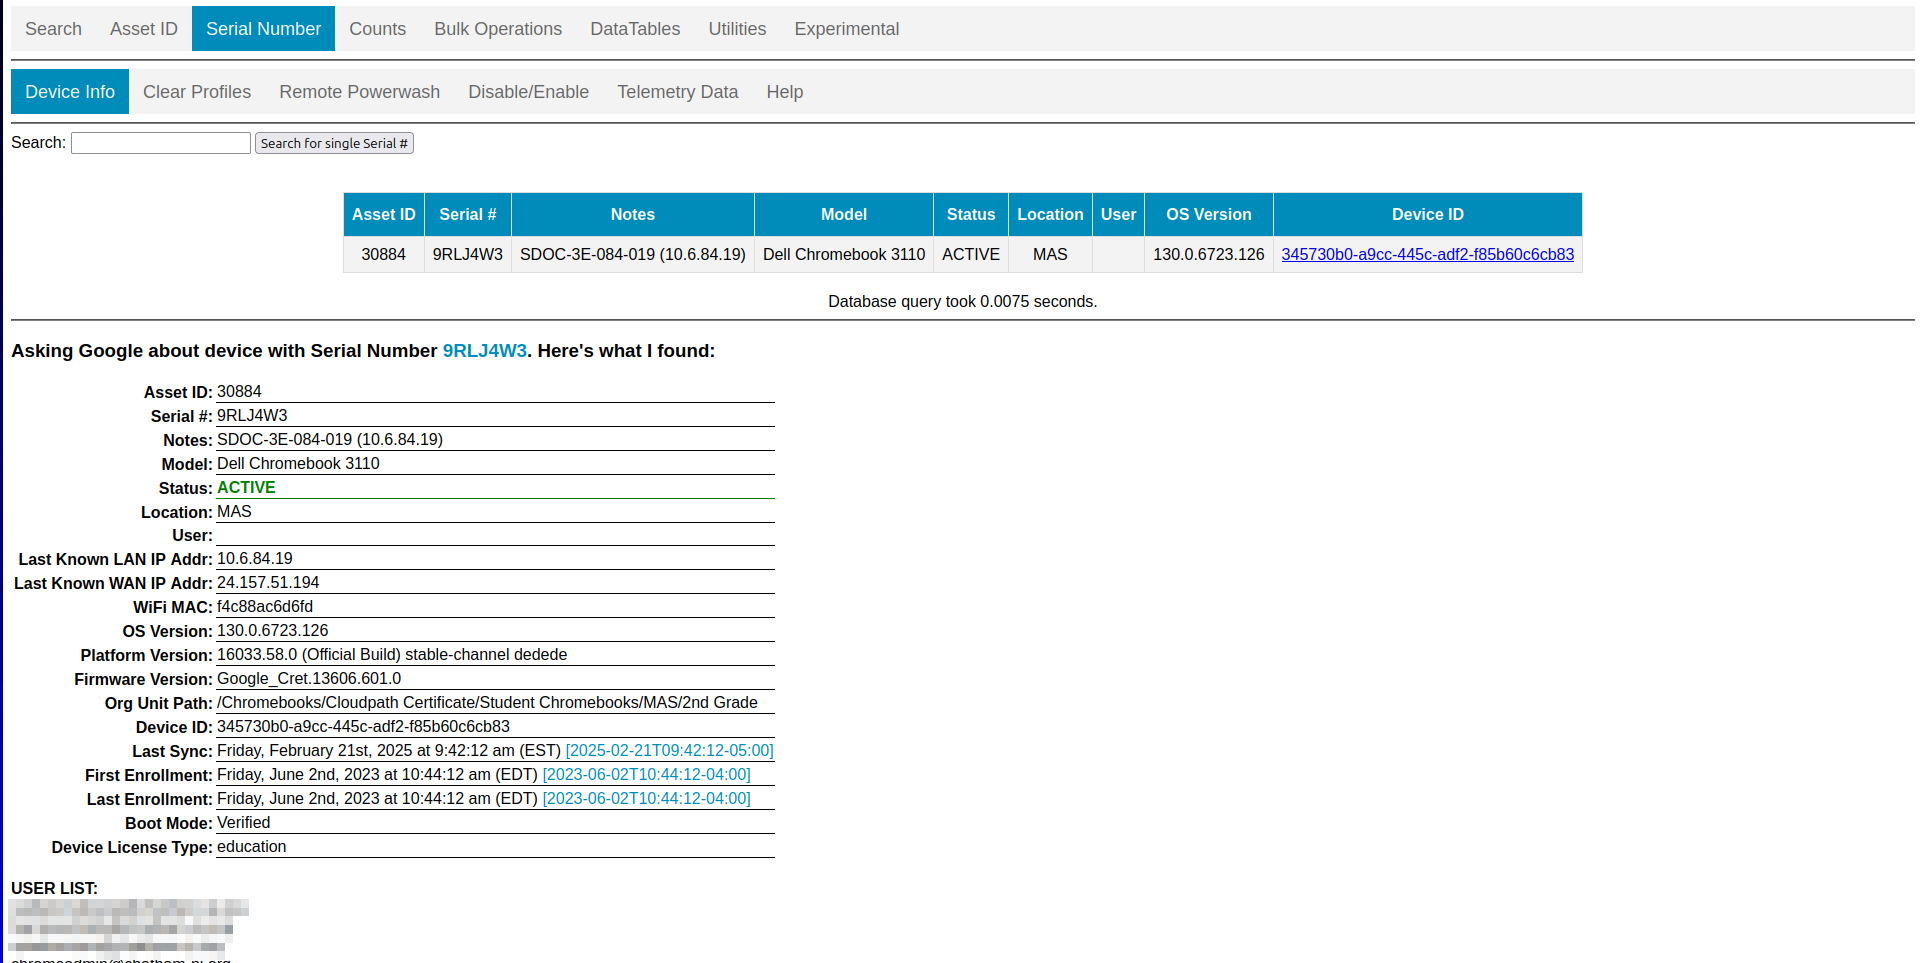 Search Asset ID Serial Number Counts Bulk Operations DataTables Utilities Experimental
Device Info Clear Profiles Remote Powerwash Disable/Enable Telemetry Data Help
Search: Search for single Serial #
Asset ID Serial # Notes Model Status Location User OS Version Device ID
30884 9RLJ4W3 SDOC-3E-084-019 (10.6.84.19) Dell Chromebook 3110 ACTIVE MAS 130.0.6723.126 345730b0-a9cc-445c-adf2-f85b60c6cb83
Database query took 0.0075 seconds.
Asking Google about device with Serial Number 9RLJ4W3. Here's what I found:
Asset ID: 30884
Serial #: 9RLJ4W3
Notes: SDOC-3E-084-019 (10.6.84.19)
Model: Dell Chromebook 3110
Status: ACTIVE
Location: MAS
User:
Last Known LAN IP Addr: 10.6.84.19
Last Known WAN IP Addr: 24.157.51.194
WiFi MAC: f4c88ac6d6fd
OS Version: 130.0.6723.126
Platform Version: 16033.58.0 (Official Build) stable-channel dedede
Firmware Version: Google_Cret.13606.601.0
Org Unit Path: /Chromebooks/Cloudpath Certificate/Student Chromebooks/MAS/2nd Grade
Device ID: 345730b0-a9cc-445c-adf2-f85b60c6cb83
Last Sync: Friday, February 21st, 2025 at 9:42:12 am (EST) [2025-02-21T09:42:12-05:00]
First Enrollment: Friday, June 2nd, 2023 at 10:44:12 am (EDT) [2023-06-02T10:44:12-04:00]
Last Enrollment: Friday, June 2nd, 2023 at 10:44:12 am (EDT) [2023-06-02T10:44:12-04:00]
Boot Mode: Verified
Device License Type: education
USER LIST: